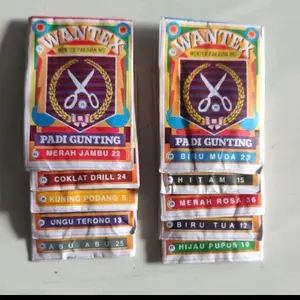 WANTEX
PADI GUNTING
MERAH JAMBU 22
COKLAT DRILL 24
KUNING PODANG 5
UNGU TERONG 13
ABU ABU 25
WANTEX
PADI GUNTING
BIRU MUDA 23
HITAM 15
MERAH ROSA 36
BIRU TUA 12
HIJAU PUPUS 10